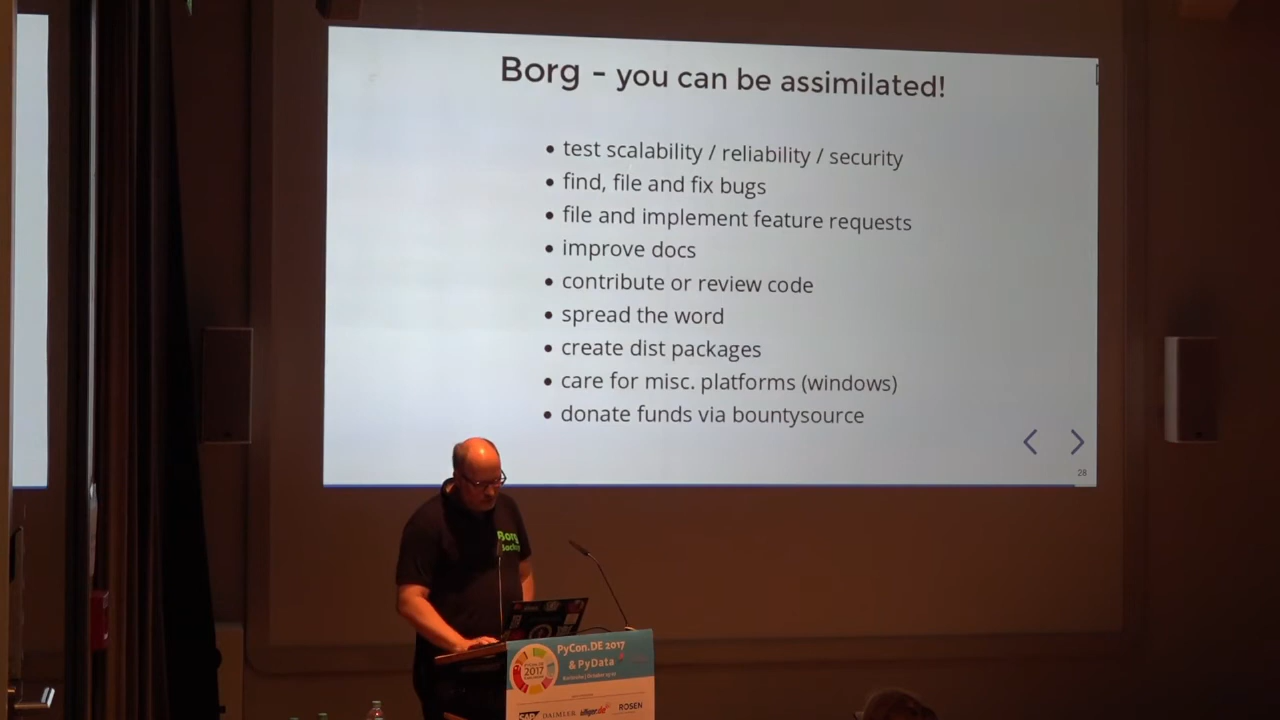 Borg - you can be assimilated!
• test scalability / reliability / security
• find, file and fix bugs
• file and implement feature requests
• improve docs
• contribute or review code
• spread the word
• create dist packages
• care for misc. platforms (windows)
• donate funds via bountysource
28
Borg
PyCon.DE 2017
& PyData
2017
DAIMLER
ROSEN